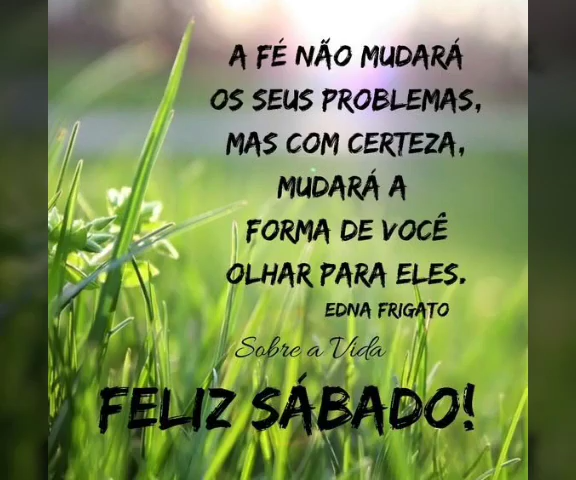 A FÉ NÃO MUDARÁ
OS SEUS PROBLEMAS,
MAS COM CERTEZA,
MUDARÁ A
FORMA DE VOCÊ
OLHAR PARA ELES.
EDNA FRIGATO
Sobre a Vida
FELIZ SÁBADO!